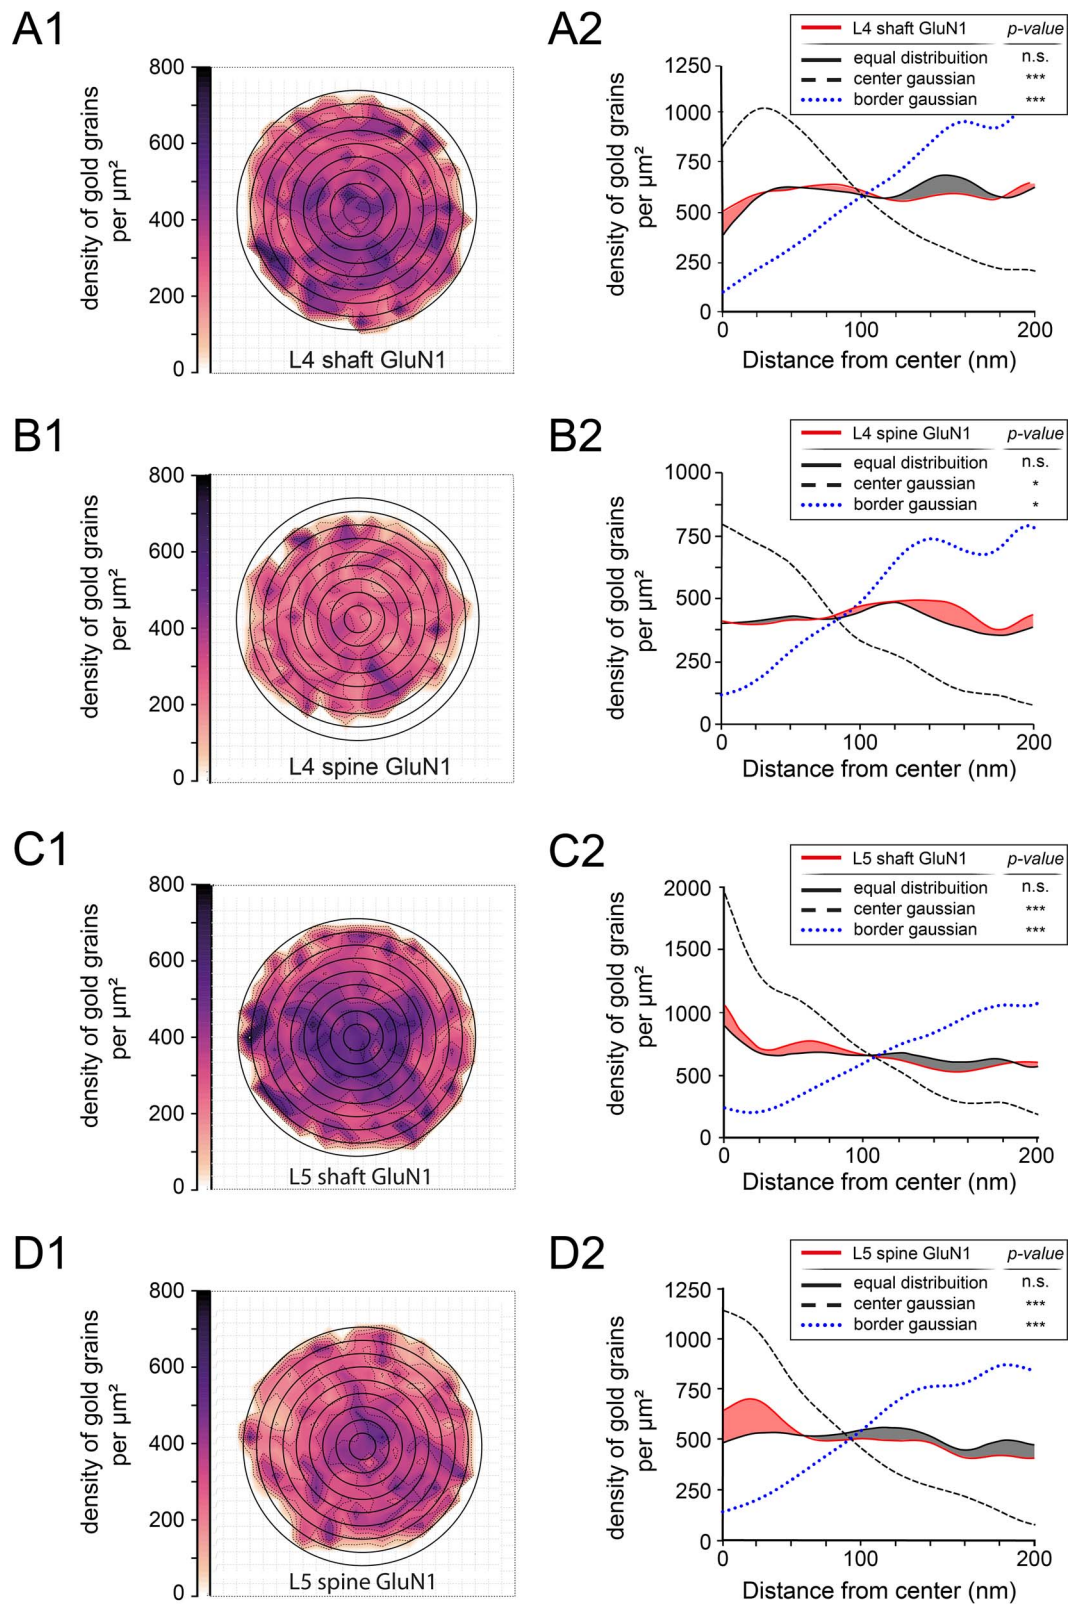 A1
800
600
400
200
0
density of gold grains
per µm²
L4 shaft GluN1
A2
L4 shaft GluN1 p-value
equal distribuition n.s.
center gaussian ***
border gaussian ***
1250
1000
750
500
250
0
density of gold grains
per µm²
0 100 200
Distance from center (nm)
B1
800
600
400
200
0
density of gold grains
per µm²
L4 spine GluN1
B2
L4 spine GluN1 p-value
equal distribuition n.s.
center gaussian *
border gaussian *
1000
750
500
250
0
density of gold grains
per µm²
0 100 200
Distance from center (nm)
C1
800
600
400
200
0
density of gold grains
per µm²
L5 shaft GluN1
C2
L5 shaft GluN1 p-value
equal distribuition n.s.
center gaussian ***
border gaussian ***
2000
1500
1000
500
0
density of gold grains
per µm²
0 100 200
Distance from center (nm)
D1
800
600
400
200
0
density of gold grains
per µm²
L5 spine GluN1
D2
L5 spine GluN1 p-value
equal distribuition n.s.
center gaussian ***
border gaussian ***
1250
1000
750
500
250
0
density of gold grains
per µm²
0 100 200
Distance from center (nm)